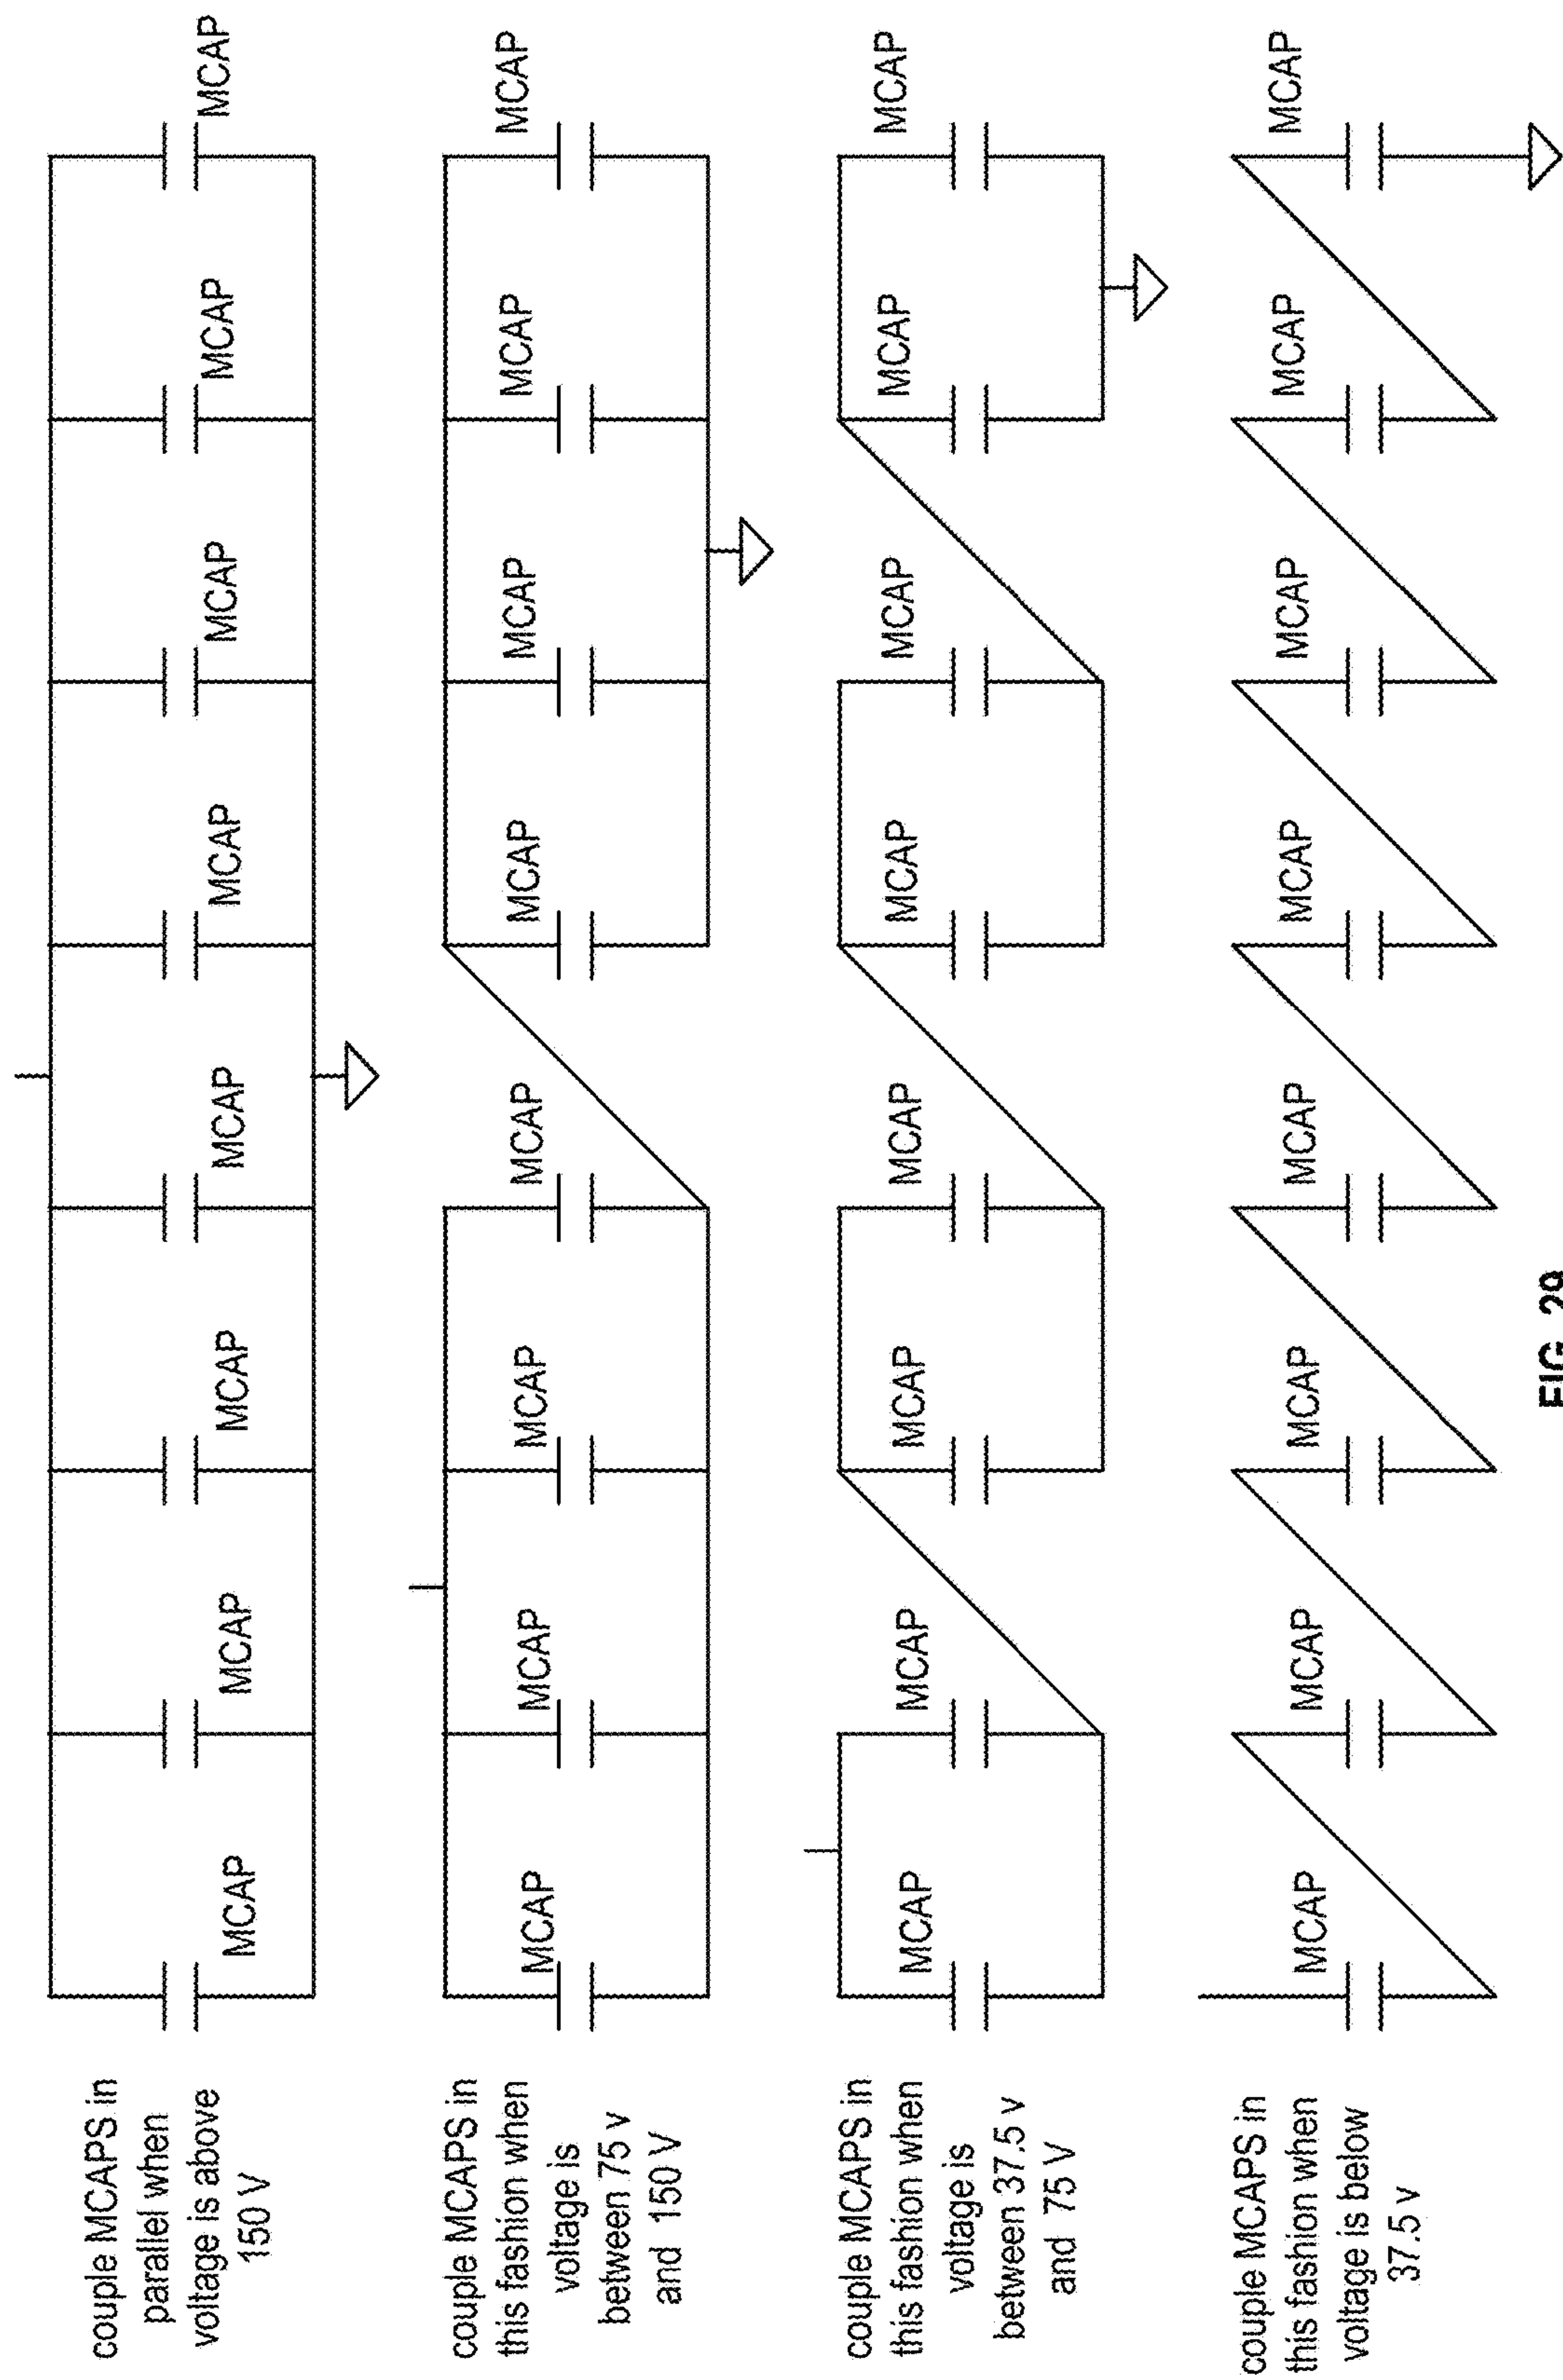 couple MCAPS in
parallel when
voltage is above
150 V
MCAP MCAP MCAP MCAP MCAP MCAP MCAP MCAP
couple MCAPS in
this fashion when
voltage is
between 75 v
and 150 V
MCAP MCAP MCAP MCAP MCAP MCAP MCAP MCAP
couple MCAPS in
this fashion when
voltage is
between 37.5 v
and 75 V
MCAP MCAP MCAP MCAP MCAP MCAP MCAP MCAP
couple MCAPS in
this fashion when
voltage is below
37.5 v
MCAP MCAP MCAP MCAP MCAP MCAP MCAP MCAP
FIG. 29